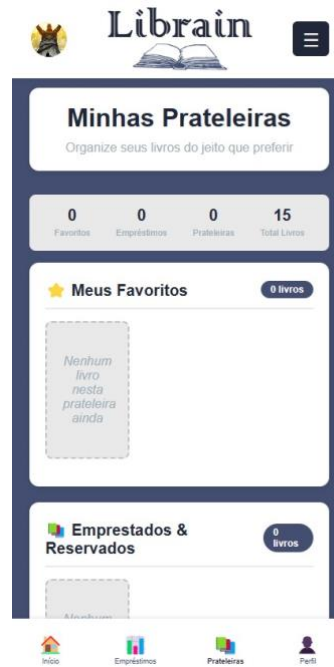 Librain
Minhas Prateleiras
Organize seus livros do jeito que preferir
0 0 0 15
Favoritos Empréstimos Prateleiras Total Livros
Meus Favoritos 0 livros
Nenhum
livro
nesta
prateleira
ainda
Emprestados &
Reservados
0
livros
Nenhum
Início Empréstimos Prateleiras Perfil